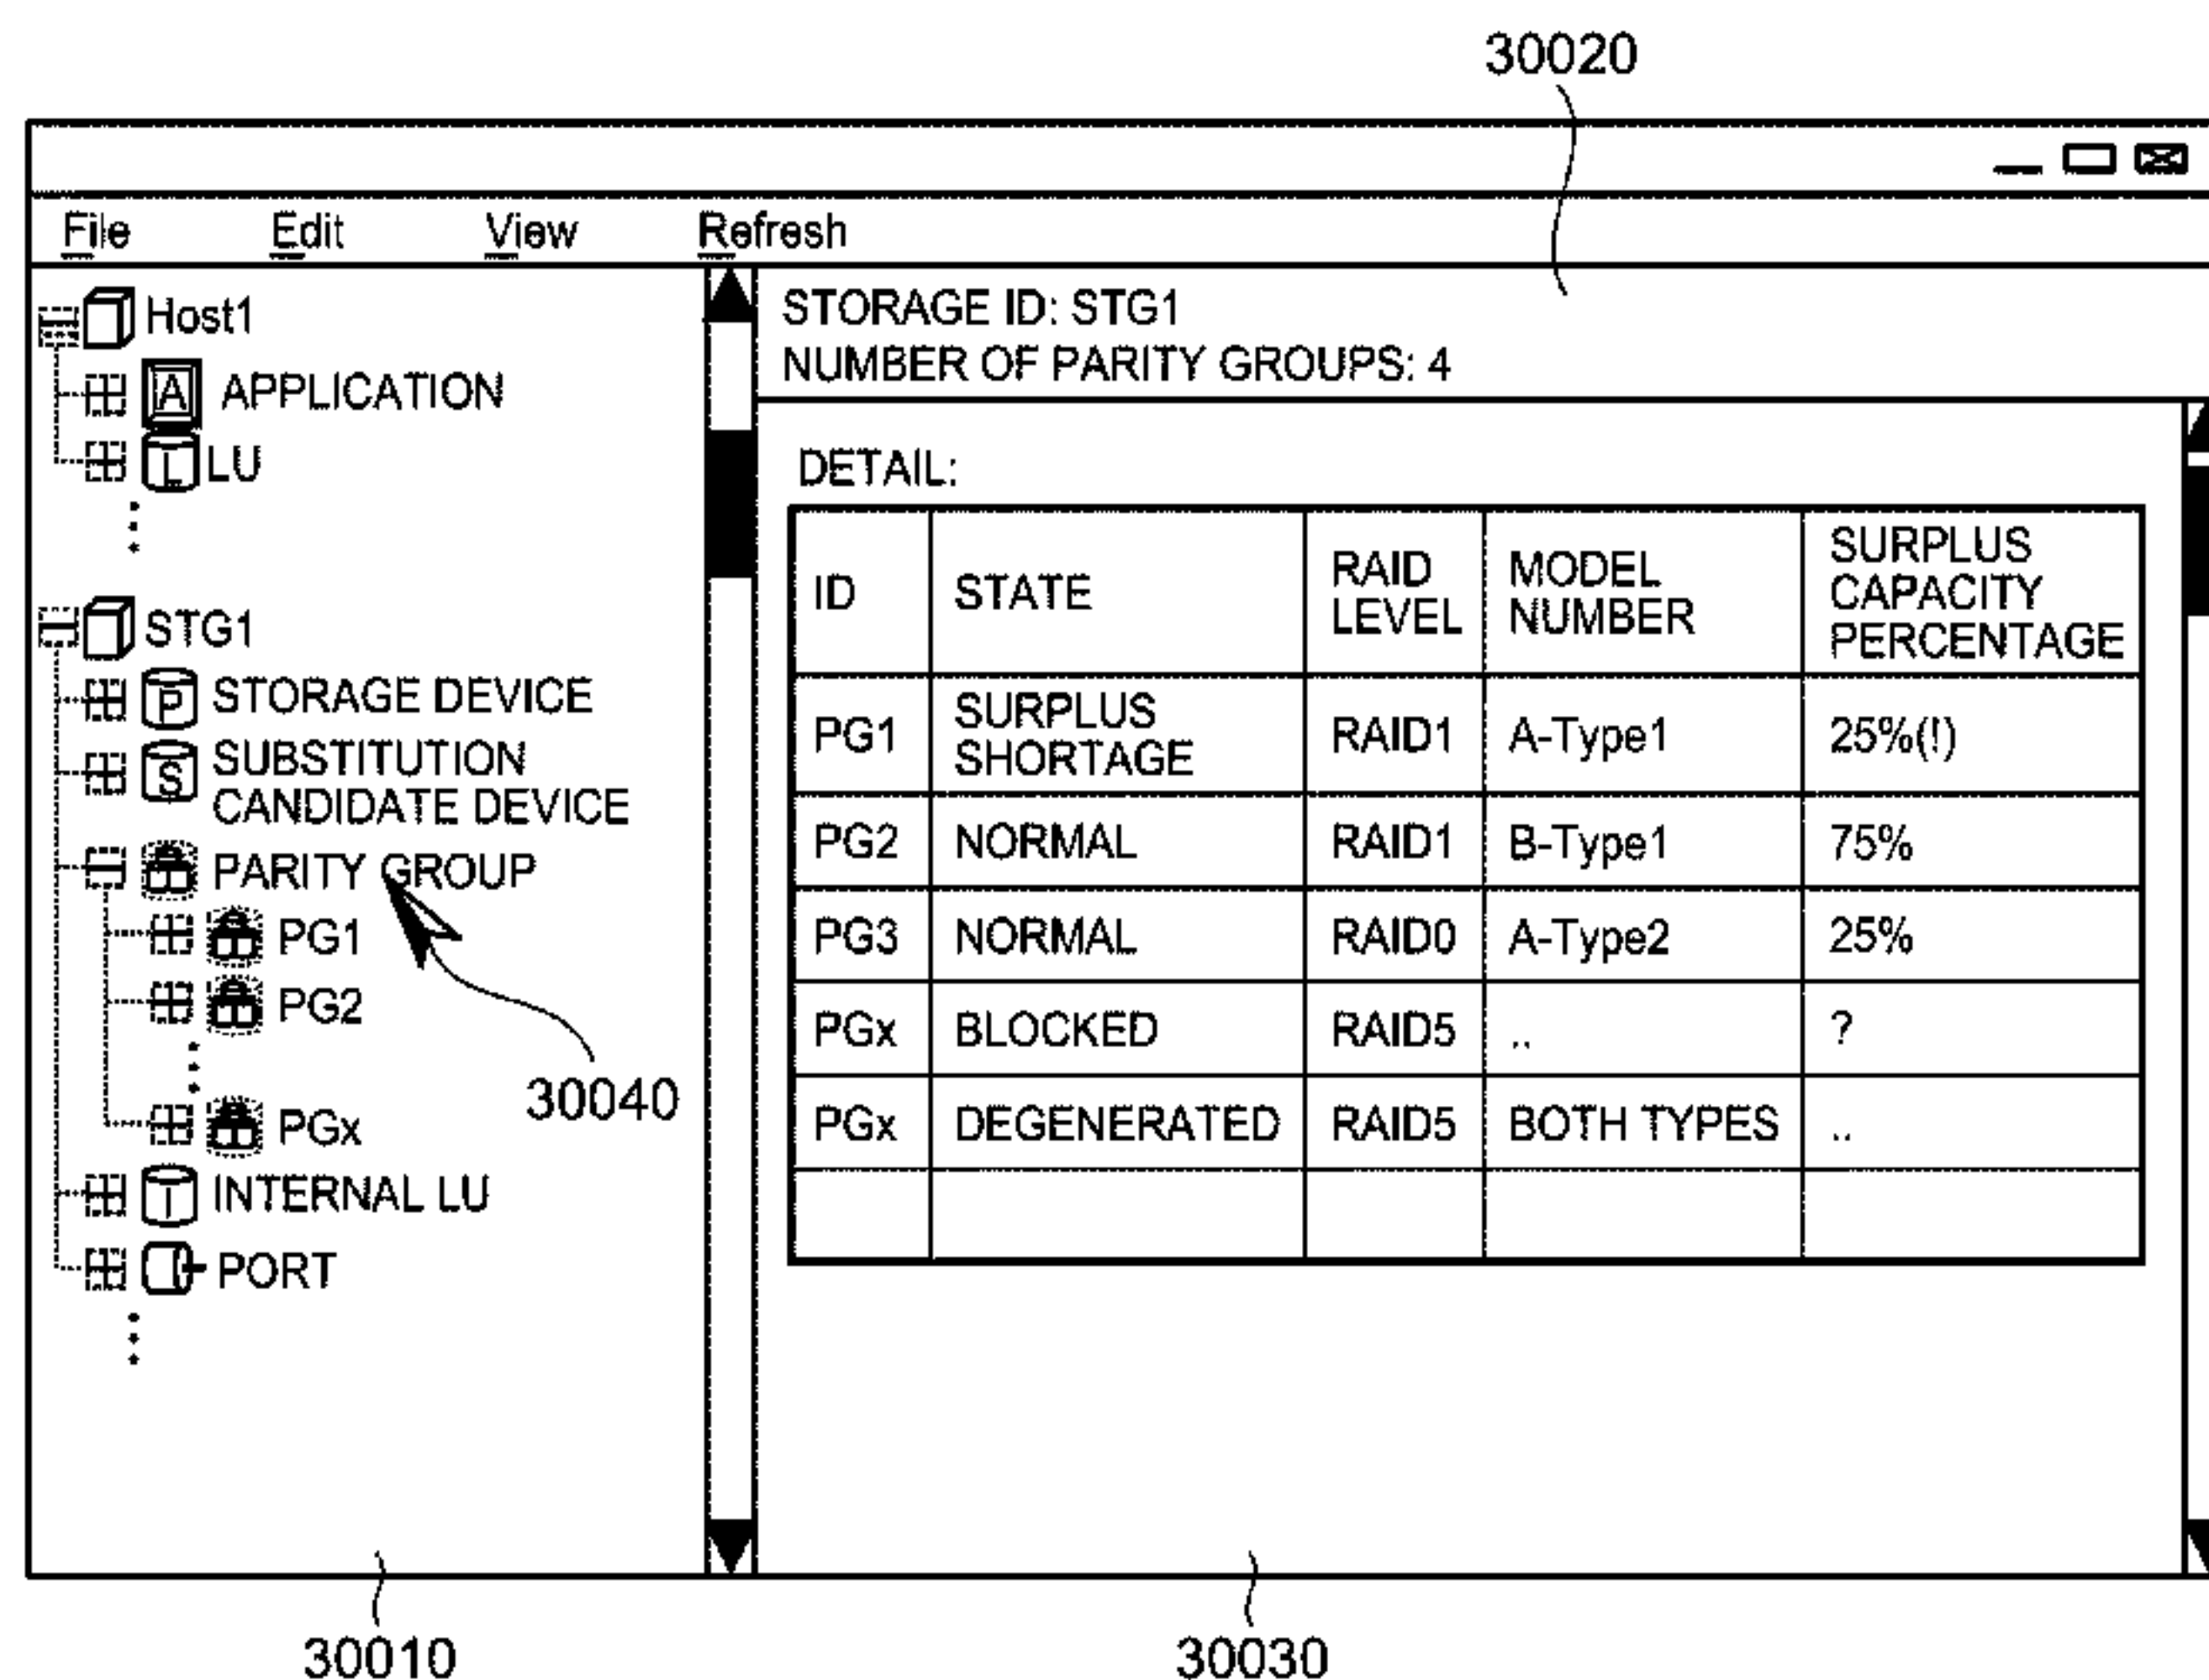 30020
File Edit View Refresh
Host1
A APPLICATION
L LU
STG1
P STORAGE DEVICE
S SUBSTITUTION
CANDIDATE DEVICE
PARITY GROUP
PG1
PG2
PGx
30040
I INTERNAL LU
PORT
30010
STORAGE ID: STG1
NUMBER OF PARITY GROUPS: 4
DETAIL:
ID STATE RAID LEVEL MODEL NUMBER SURPLUS CAPACITY PERCENTAGE
PG1 SURPLUS SHORTAGE RAID1 A-Type1 25%(!)
PG2 NORMAL RAID1 B-Type1 75%
PG3 NORMAL RAID0 A-Type2 25%
PGx BLOCKED RAID5 .. ?
PGx DEGENERATED RAID5 BOTH TYPES ..
30030